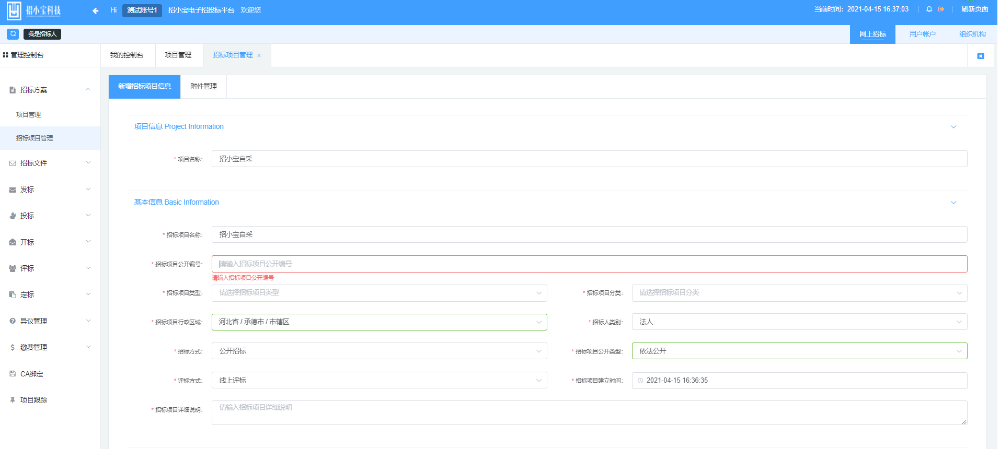 招小宝科技
Hi 测试账号1 招小宝电子招投标平台 欢迎您
当前时间：2021-04-15 16:37:03
刷新页面
我是招标人
网上招标 用户帐户 组织机构
管理控制台
我的控制台 项目管理 招标项目管理 ×
招标方案
项目管理
招标项目管理
招标文件
发标
投标
开标
评标
定标
异议管理
缴费管理
CA绑定
项目跟踪
新增招标项目信息 附件管理
项目信息 Project Information
* 项目名称: 招小宝自采
基本信息 Basic Information
* 招标项目名称: 招小宝自采
* 招标项目公开编号: 请输入招标项目公开编号
请输入招标项目公开编号
* 招标项目类型: 请选择招标项目类型 * 招标项目分类: 请选择招标项目分类
* 招标项目行政区域: 河北省 / 承德市 / 市辖区 * 招标人类别: 法人
* 招标方式: 公开招标 * 招标项目公开类型: 依法公开
* 评标方式: 线上评标 * 招标项目建立时间: 2021-04-15 16:36:35
* 招标项目详细说明: 请输入招标项目详细说明